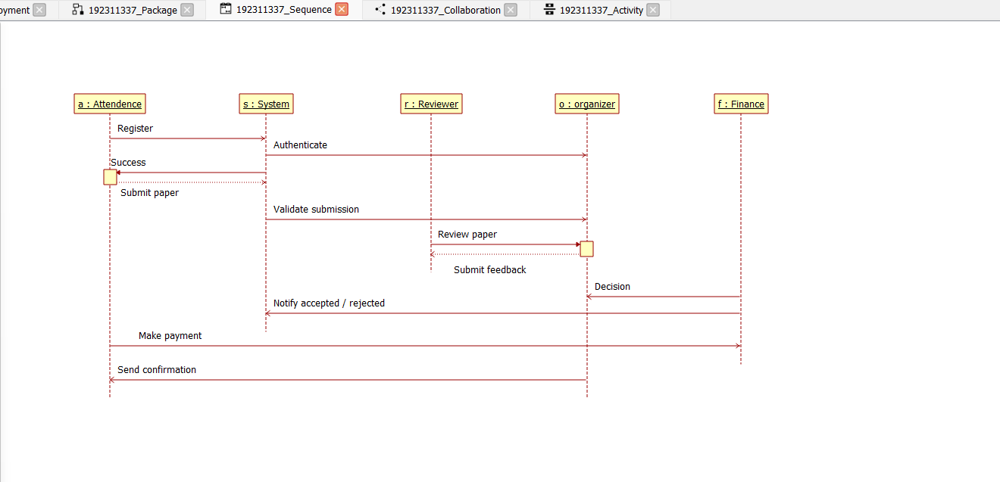 oyment
192311337_Package
192311337_Sequence
192311337_Collaboration
192311337_Activity
a : Attendence
s : System
r : Reviewer
o : organizer
f : Finance
Register
Authenticate
Success
Submit paper
Validate submission
Review paper
Submit feedback
Decision
Notify accepted / rejected
Make payment
Send confirmation